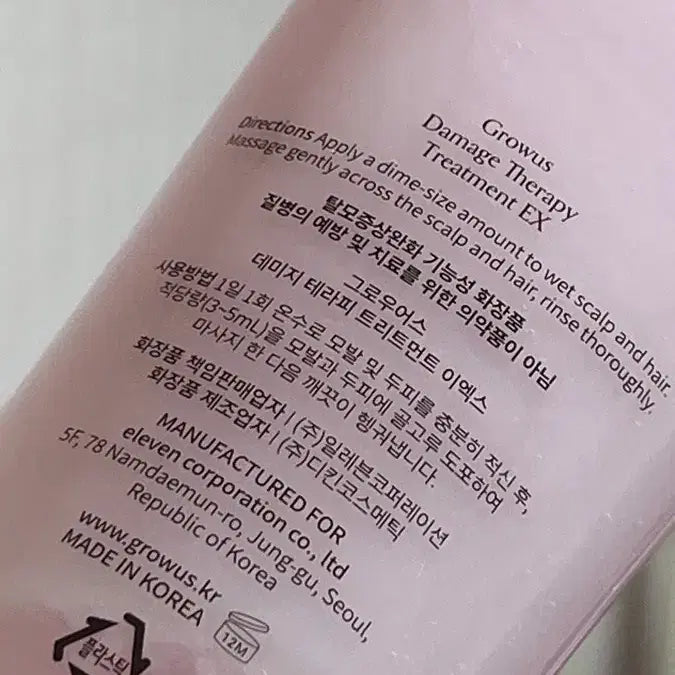 Growus
Damage Therapy
Treatment EX
Directions Apply a dime-size amount to wet scalp and hair.
Massage gently across the scalp and hair, rinse thoroughly.
탈모증상완화 기능성 화장품
질병의 예방 및 치료를 위한 의약품이 아님
그로우어스
데미지 테라피 트리트먼트 이엑스
사용방법 1일 1회 온수로 모발 및 두피를 충분히 적신 후,
적당량(3~5mL)을 모발과 두피에 골고루 도포하여
마사지 한 다음 깨끗이 헹궈냅니다.
화장품 책임판매업자 | (주)일레븐코퍼레이션
화장품 제조업자 | (주)디킨코스메틱
MANUFACTURED FOR
eleven corporation co., ltd
5F, 78 Namdaemun-ro, Jung-gu, Seoul,
Republic of Korea
www.growus.kr
MADE IN KOREA
12M
플라스틱